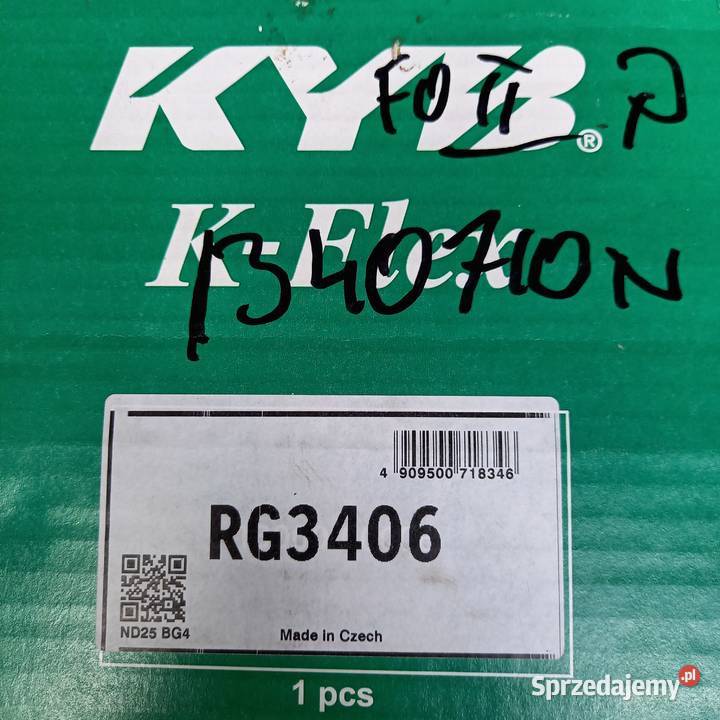 KYB®
FO II P
K-Flex
1340710N
4 909500 718346
RG3406
ND25 BG4
Made in Czech
1 pcs
Sprzedajemy.pl